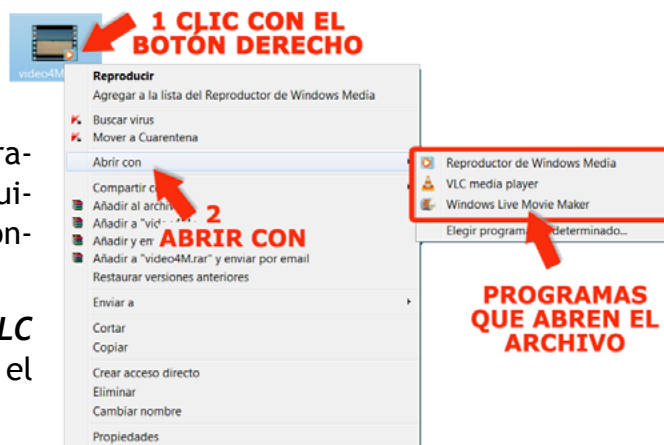 1 CLIC CON EL
BOTÓN DERECHO
video4M
Reproducir
Agregar a la lista del Reproductor de Windows Media
Buscar virus
Mover a Cuarentena
ra-
Abrir con
Reproductor de Windows Media
ui-
Compartir c
VLC media player
Añadir al archi
2
Windows Live Movie Maker
on-
Añadir a "vid
ABRIR CON
Elegir programa determinado...
Añadir y en
Añadir a "video4M.rar" y enviar por email
Restaurar versiones anteriores
PROGRAMAS
QUE ABREN EL
ARCHIVO
Enviar a
LC
Cortar
el
Copiar
Crear acceso directo
Eliminar
Cambiar nombre
Propiedades